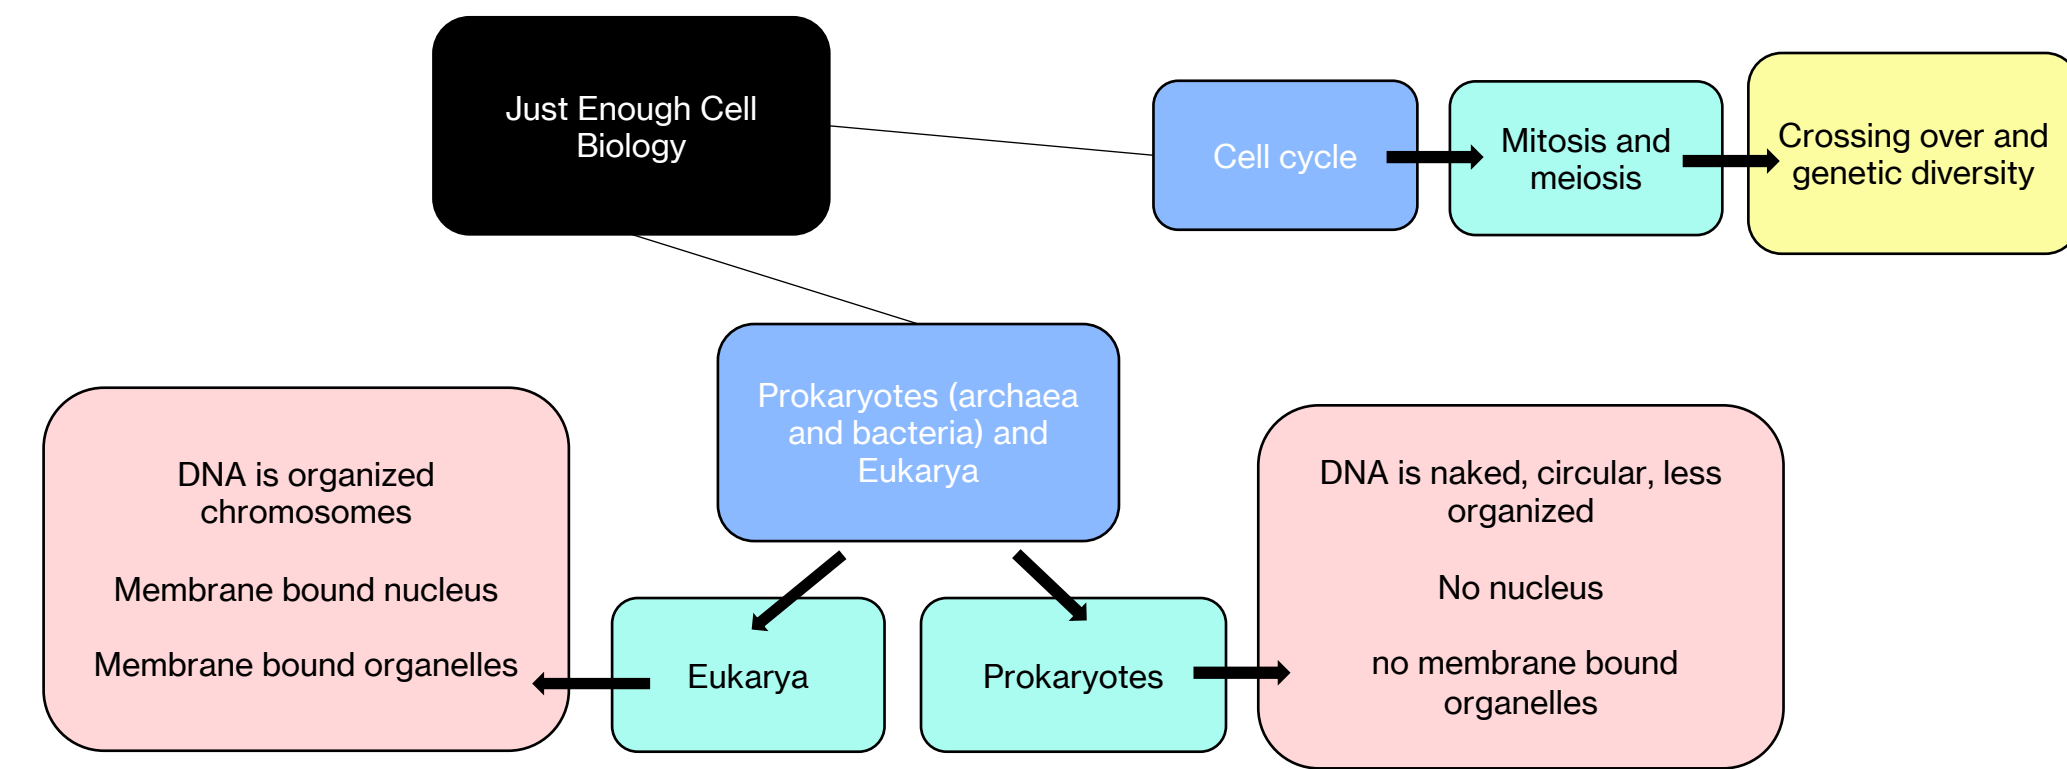 Just Enough Cell
Biology
Cell cycle
Mitosis and
meiosis
Crossing over and
genetic diversity
Prokaryotes (archaea
and bacteria) and
Eukarya
DNA is organized
chromosomes
Membrane bound nucleus
Membrane bound organelles
Eukarya
Prokaryotes
DNA is naked, circular, less
organized
No nucleus
no membrane bound
organelles